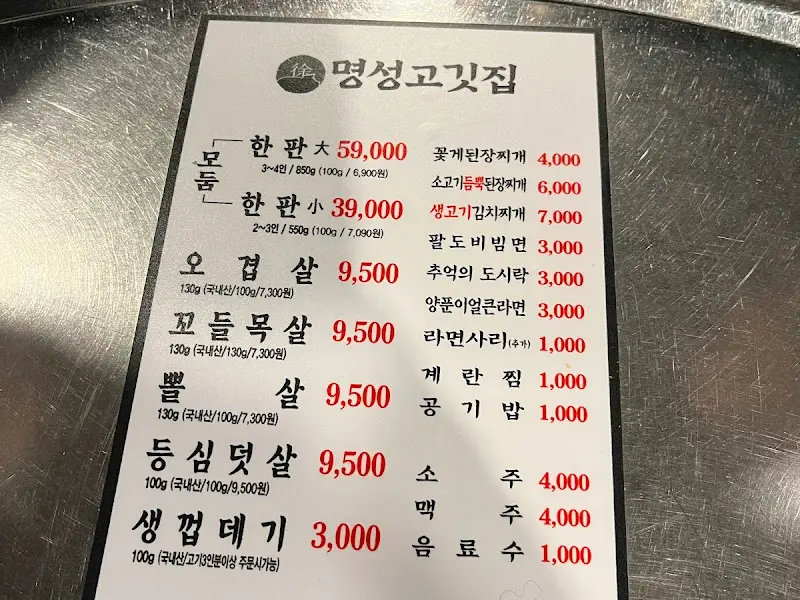 徐家 명성고깃집
모둠
한판 大 59,000
3~4인 / 850g (100g / 6,900원)
한판 小 39,000
2~3인 / 550g (100g / 7,090원)
오겹살 9,500
130g (국내산/100g/7,300원)
꼬들목살 9,500
130g (국내산/130g/7,300원)
뽈살 9,500
130g (국내산/100g/7,300원)
등심덧살 9,500
100g (국내산/100g/9,500원)
생껍데기 3,000
100g (국내산/고기3인분이상 주문시가능)
꽃게된장찌개 4,000
소고기듬뿍된장찌개 6,000
생고기김치찌개 7,000
팔도비빔면 3,000
추억의 도시락 3,000
양푼이얼큰라면 3,000
라면사리(추가) 1,000
계란찜 1,000
공기밥 1,000
소주 4,000
맥주 4,000
음료수 1,000